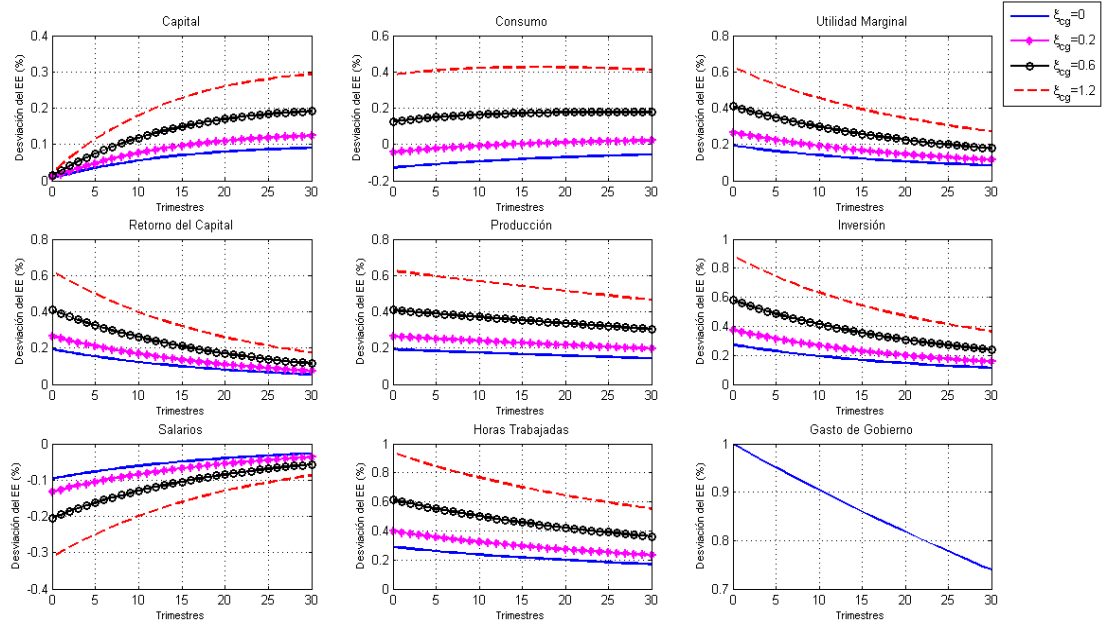 Capital
Desviación del EE (%)
0.4
0.3
0.2
0.1
0
0 5 10 15 20 25 30
Trimestres
Consumo
Desviación del EE (%)
0.6
0.4
0.2
0
-0.2
0 5 10 15 20 25 30
Trimestres
Utilidad Marginal
Desviación del EE (%)
0.8
0.6
0.4
0.2
0
0 5 10 15 20 25 30
Trimestres
ξcg=0
ξcg=0.2
ξcg=0.6
ξcg=1.2
Retorno del Capital
Desviación del EE (%)
0.8
0.6
0.4
0.2
0
0 5 10 15 20 25 30
Trimestres
Producción
Desviación del EE (%)
0.8
0.6
0.4
0.2
0
0 5 10 15 20 25 30
Trimestres
Inversión
Desviación del EE (%)
1
0.8
0.6
0.4
0.2
0
0 5 10 15 20 25 30
Trimestres
Salarios
Desviación del EE (%)
0
-0.1
-0.2
-0.3
-0.4
0 5 10 15 20 25 30
Trimestres
Horas Trabajadas
Desviación del EE (%)
1
0.8
0.6
0.4
0.2
0
0 5 10 15 20 25 30
Trimestres
Gasto de Gobierno
Desviación del EE (%)
1
0.9
0.8
0.7
0 5 10 15 20 25 30
Trimestres